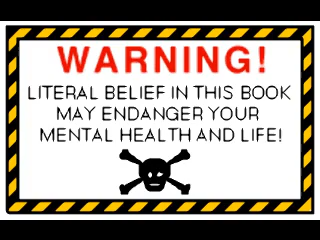 WARNING!
LITERAL BELIEF IN THIS BOOK
MAY ENDANGER YOUR
MENTAL HEALTH AND LIFE!